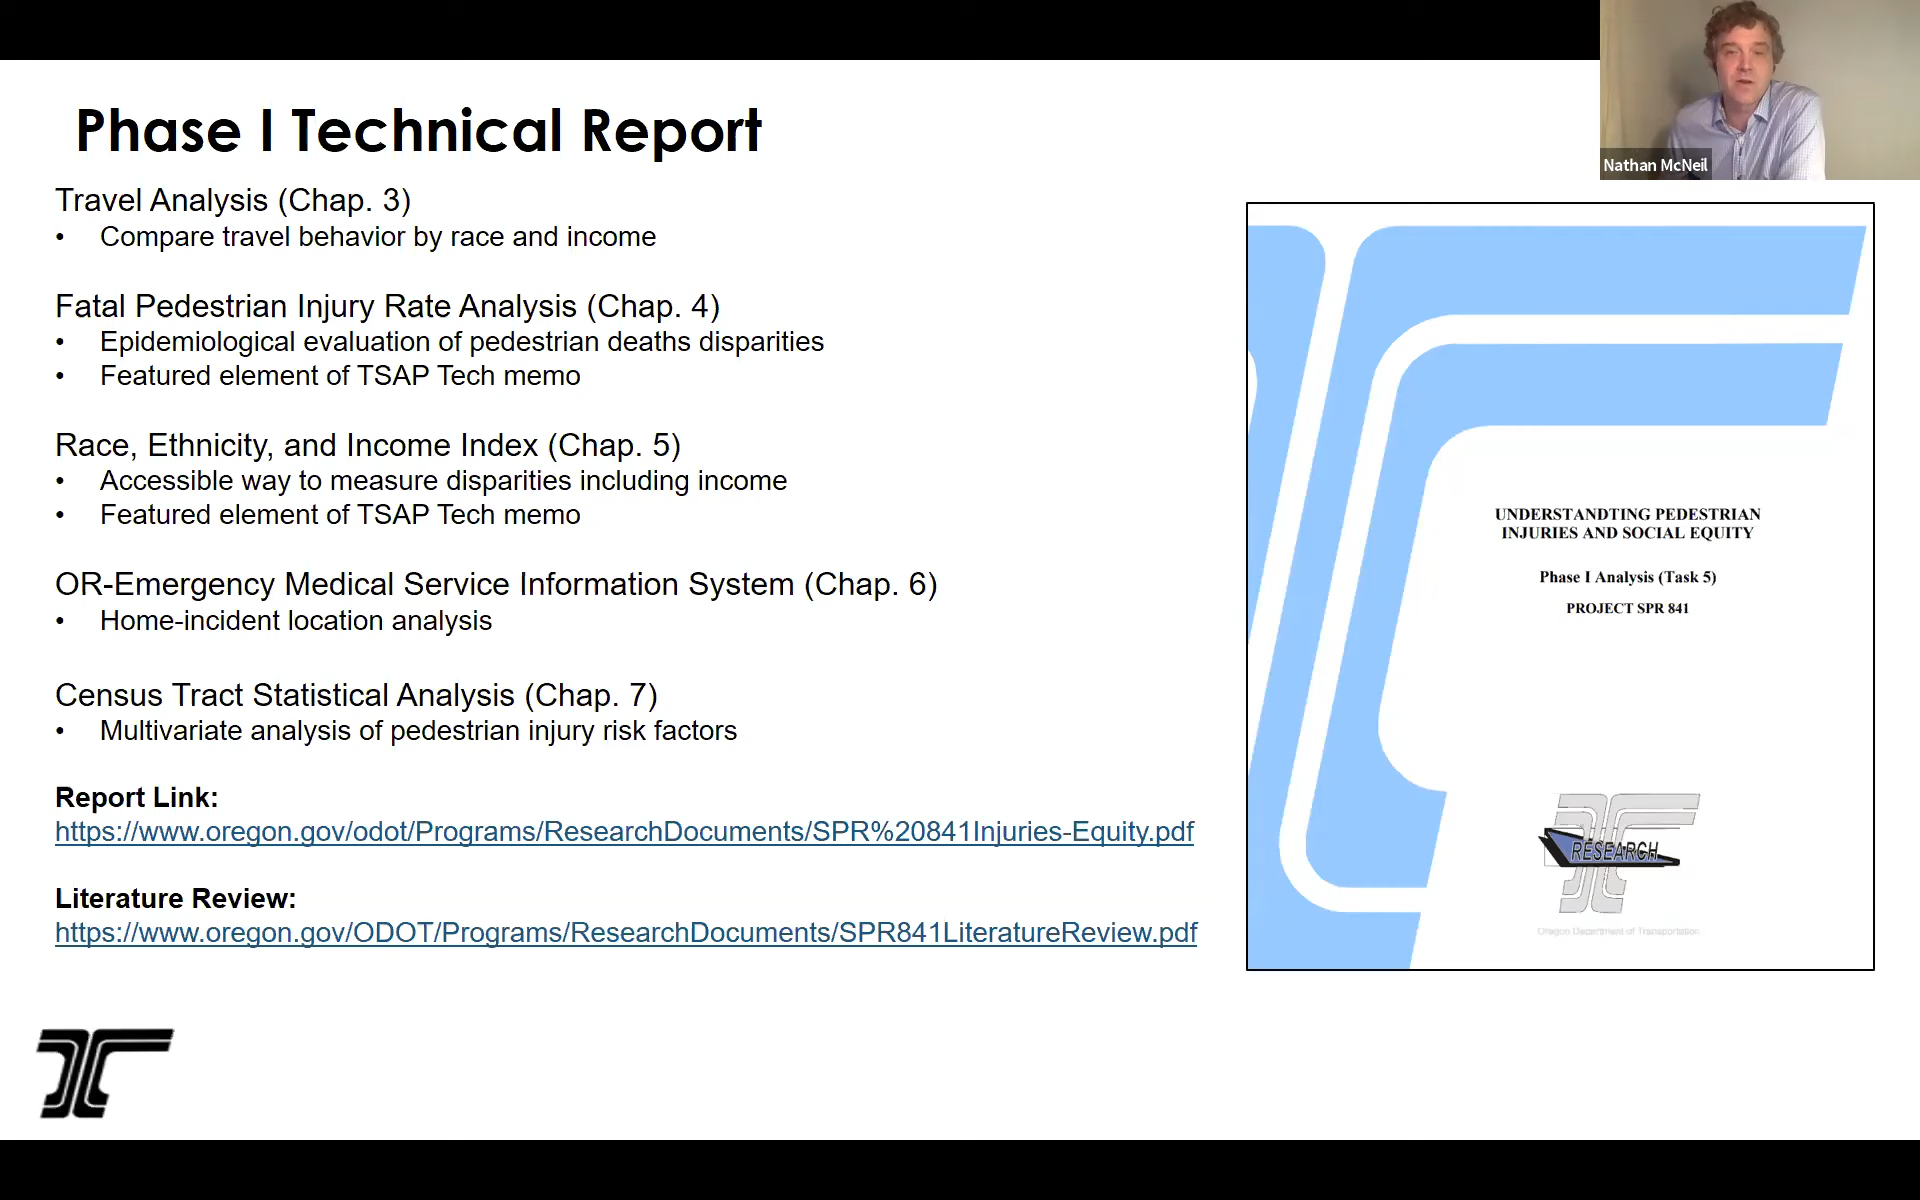 Phase I Technical Report
Nathan McNeil
Travel Analysis (Chap. 3)
• Compare travel behavior by race and income
Fatal Pedestrian Injury Rate Analysis (Chap. 4)
• Epidemiological evaluation of pedestrian deaths disparities
• Featured element of TSAP Tech memo
Race, Ethnicity, and Income Index (Chap. 5)
• Accessible way to measure disparities including income
• Featured element of TSAP Tech memo
OR-Emergency Medical Service Information System (Chap. 6)
• Home-incident location analysis
Census Tract Statistical Analysis (Chap. 7)
• Multivariate analysis of pedestrian injury risk factors
Report Link:
https://www.oregon.gov/odot/Programs/ResearchDocuments/SPR%20841Injuries-Equity.pdf
Literature Review:
https://www.oregon.gov/ODOT/Programs/ResearchDocuments/SPR841LiteratureReview.pdf
UNDERSTANDTING PEDESTRIAN
INJURIES AND SOCIAL EQUITY
Phase I Analysis (Task 5)
PROJECT SPR 841
RESEARCH
Oregon Department of Transportation